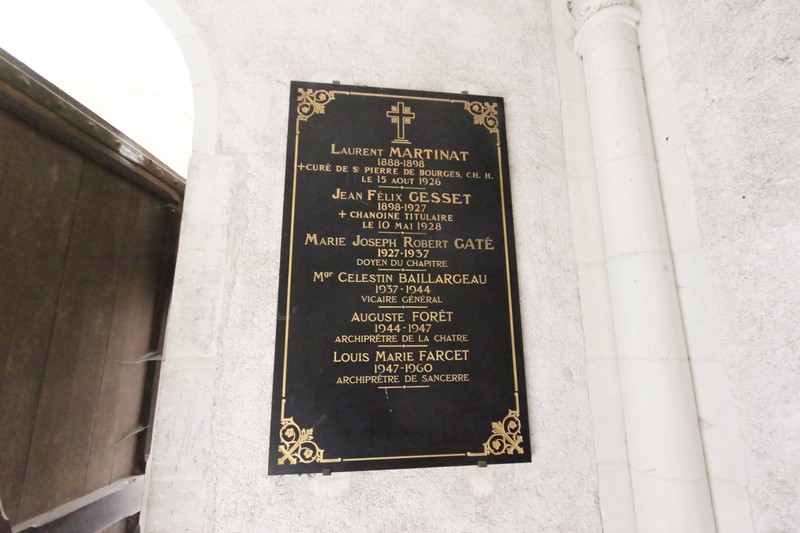 Laurent MARTINAT
1888-1898
+CURÉ DE St PIERRE DE BOURGES, CH. H.
LE 15 AOUT 1926
Jean Félix GESSET
1898-1927
+ CHANOINE TITULAIRE
LE 10 MAI 1928
Marie Joseph Robert GATÉ
1927-1937
DOYEN DU CHAPITRE
Mgr Celestin BAILLARGEAU
1937-1944
VICAIRE GÉNÉRAL
Auguste FORÊT
1944-1947
ARCHIPRÊTRE DE LA CHATRE
Louis Marie FARCET
1947-1960
ARCHIPRÊTRE DE SANCERRE